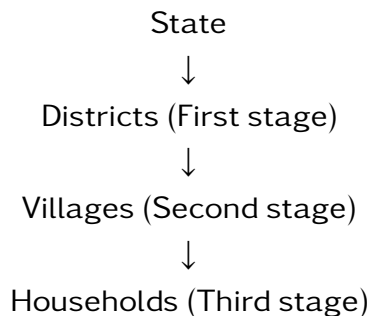 State
↓
Districts (First stage)
↓
Villages (Second stage)
↓
Households (Third stage)